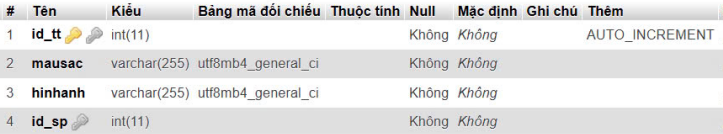 # Tên Kiểu Bảng mã đối chiếu Thuộc tính Null Mặc định Ghi chú Thêm
1 id_tt int(11) Không Không AUTO_INCREMENT
2 mausac varchar(255) utf8mb4_general_ci Không Không
3 hinhanh varchar(255) utf8mb4_general_ci Không Không
4 id_sp int(11) Không Không